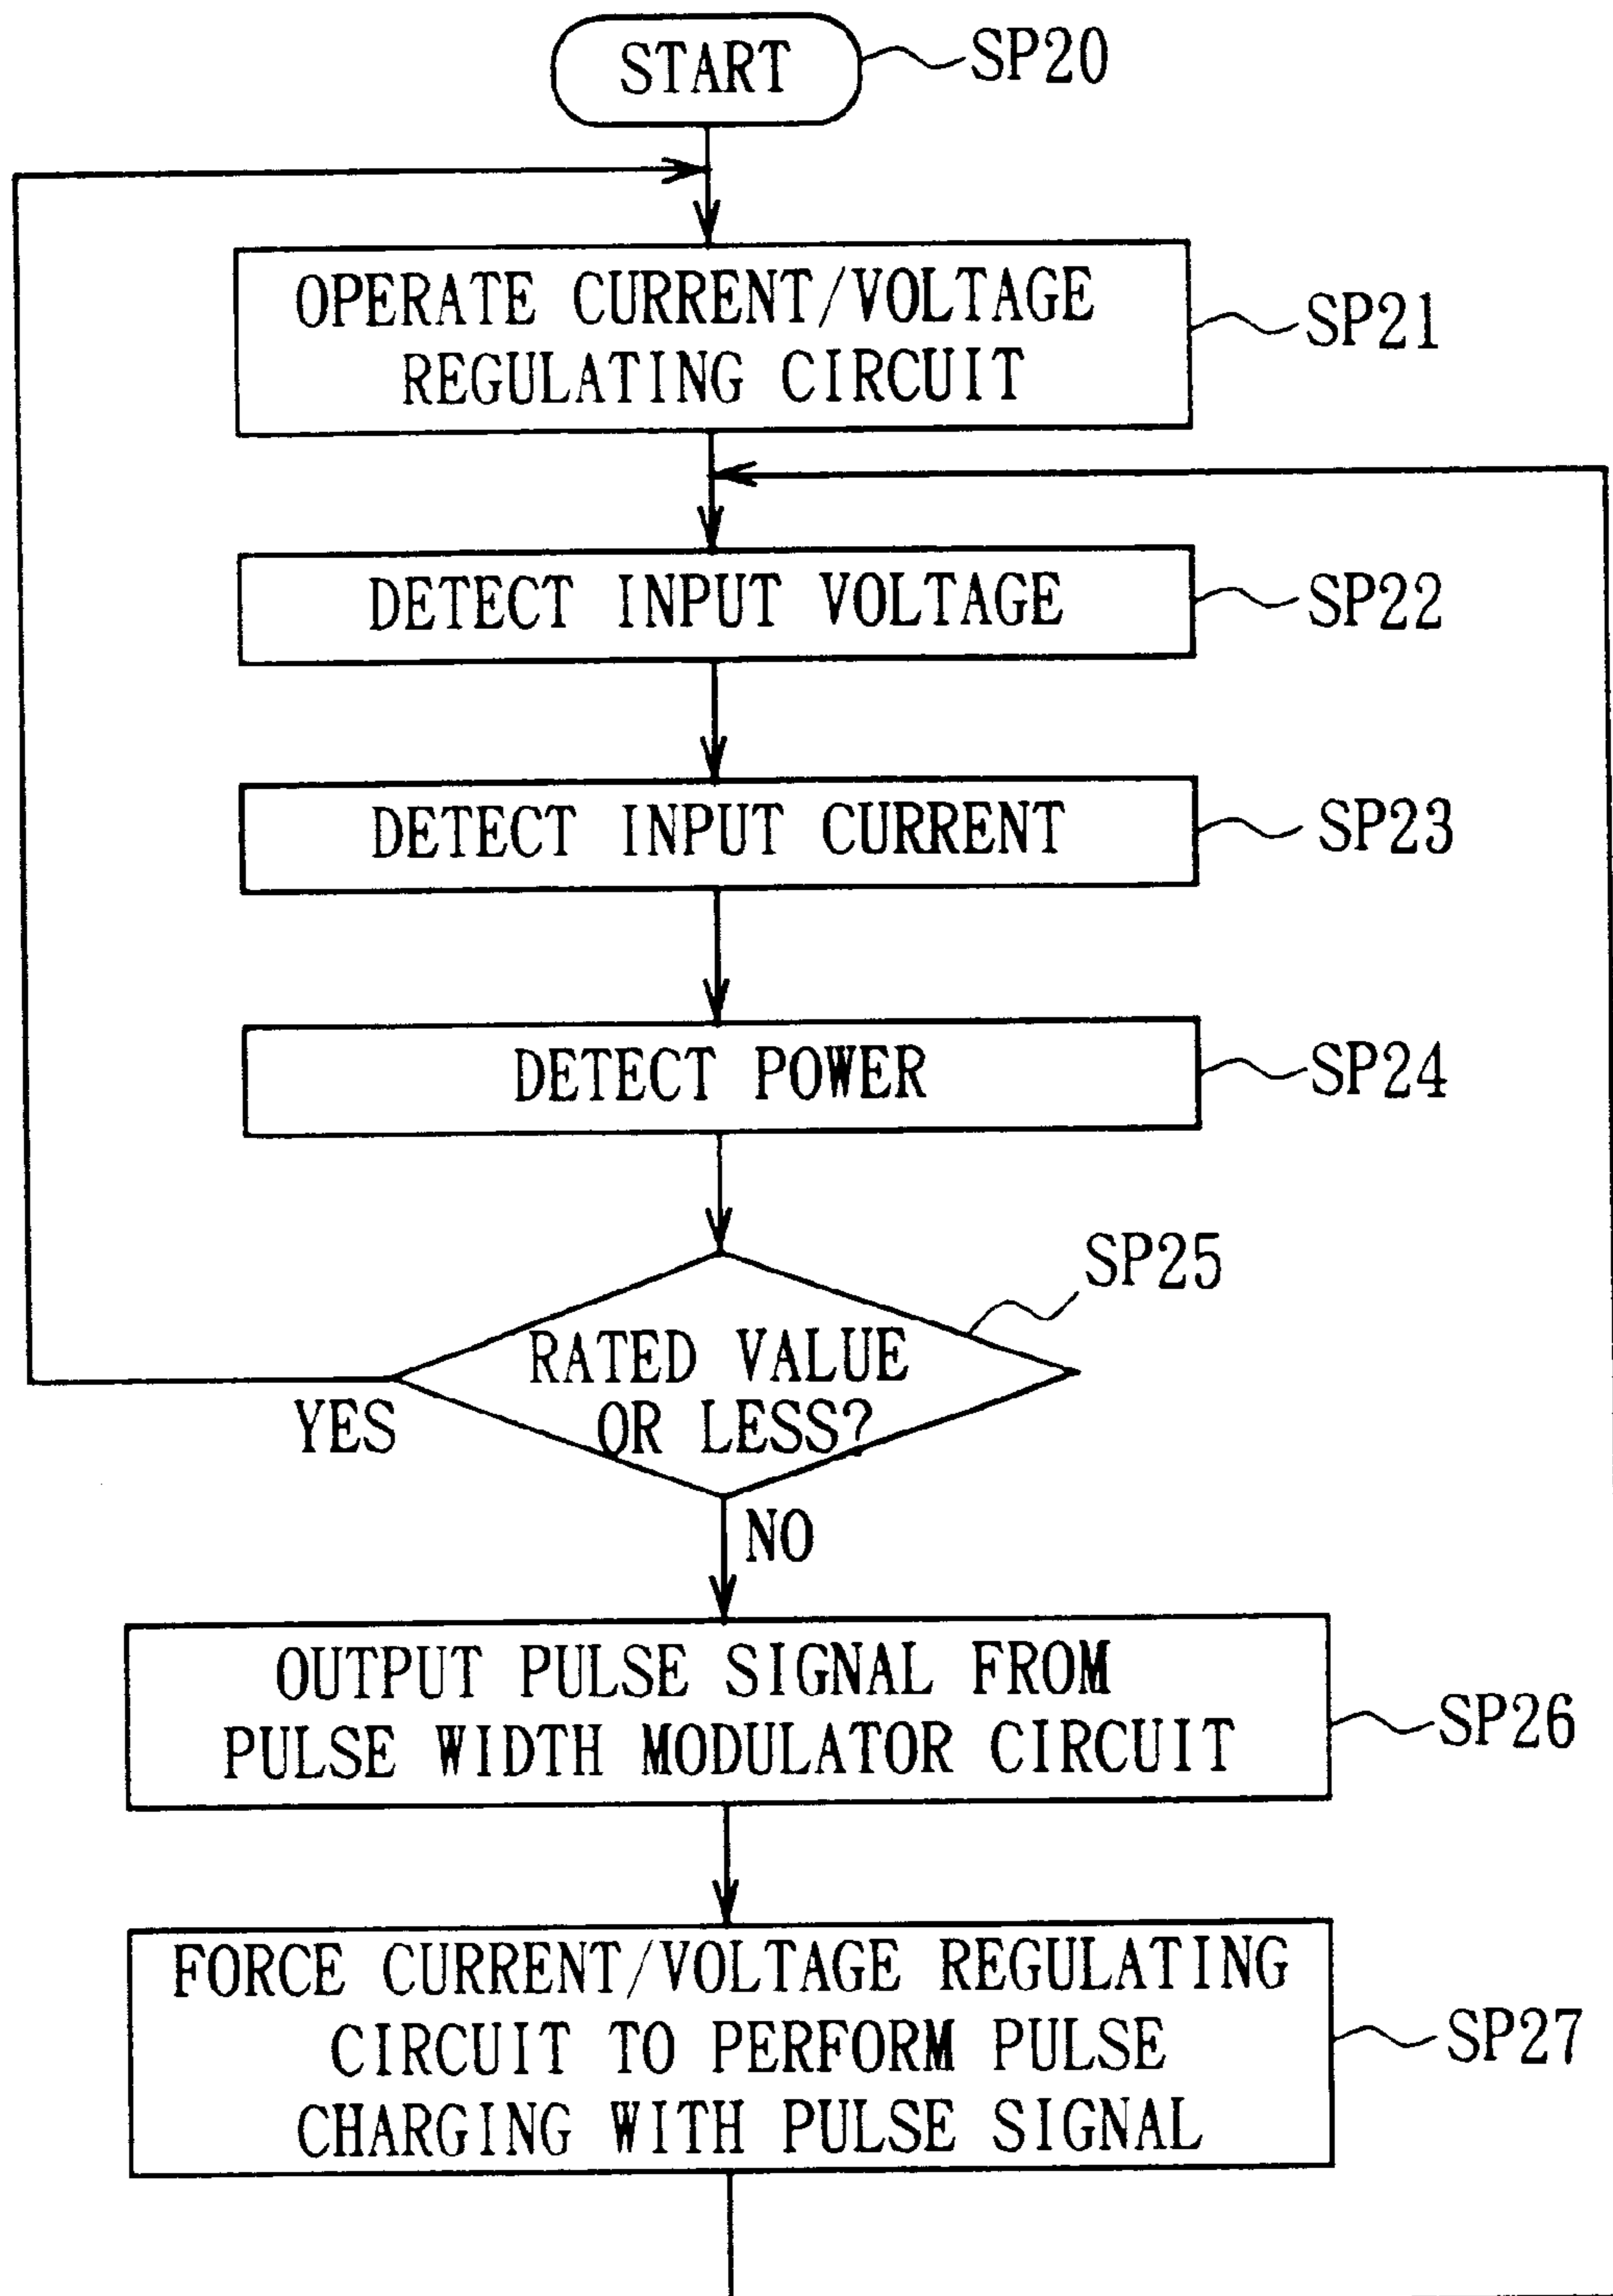 START
SP20
OPERATE CURRENT/VOLTAGE
REGULATING CIRCUIT
SP21
DETECT INPUT VOLTAGE
SP22
DETECT INPUT CURRENT
SP23
DETECT POWER
SP24
SP25
RATED VALUE
OR LESS?
YES
NO
OUTPUT PULSE SIGNAL FROM
PULSE WIDTH MODULATOR CIRCUIT
SP26
FORCE CURRENT/VOLTAGE REGULATING
CIRCUIT TO PERFORM PULSE
CHARGING WITH PULSE SIGNAL
SP27